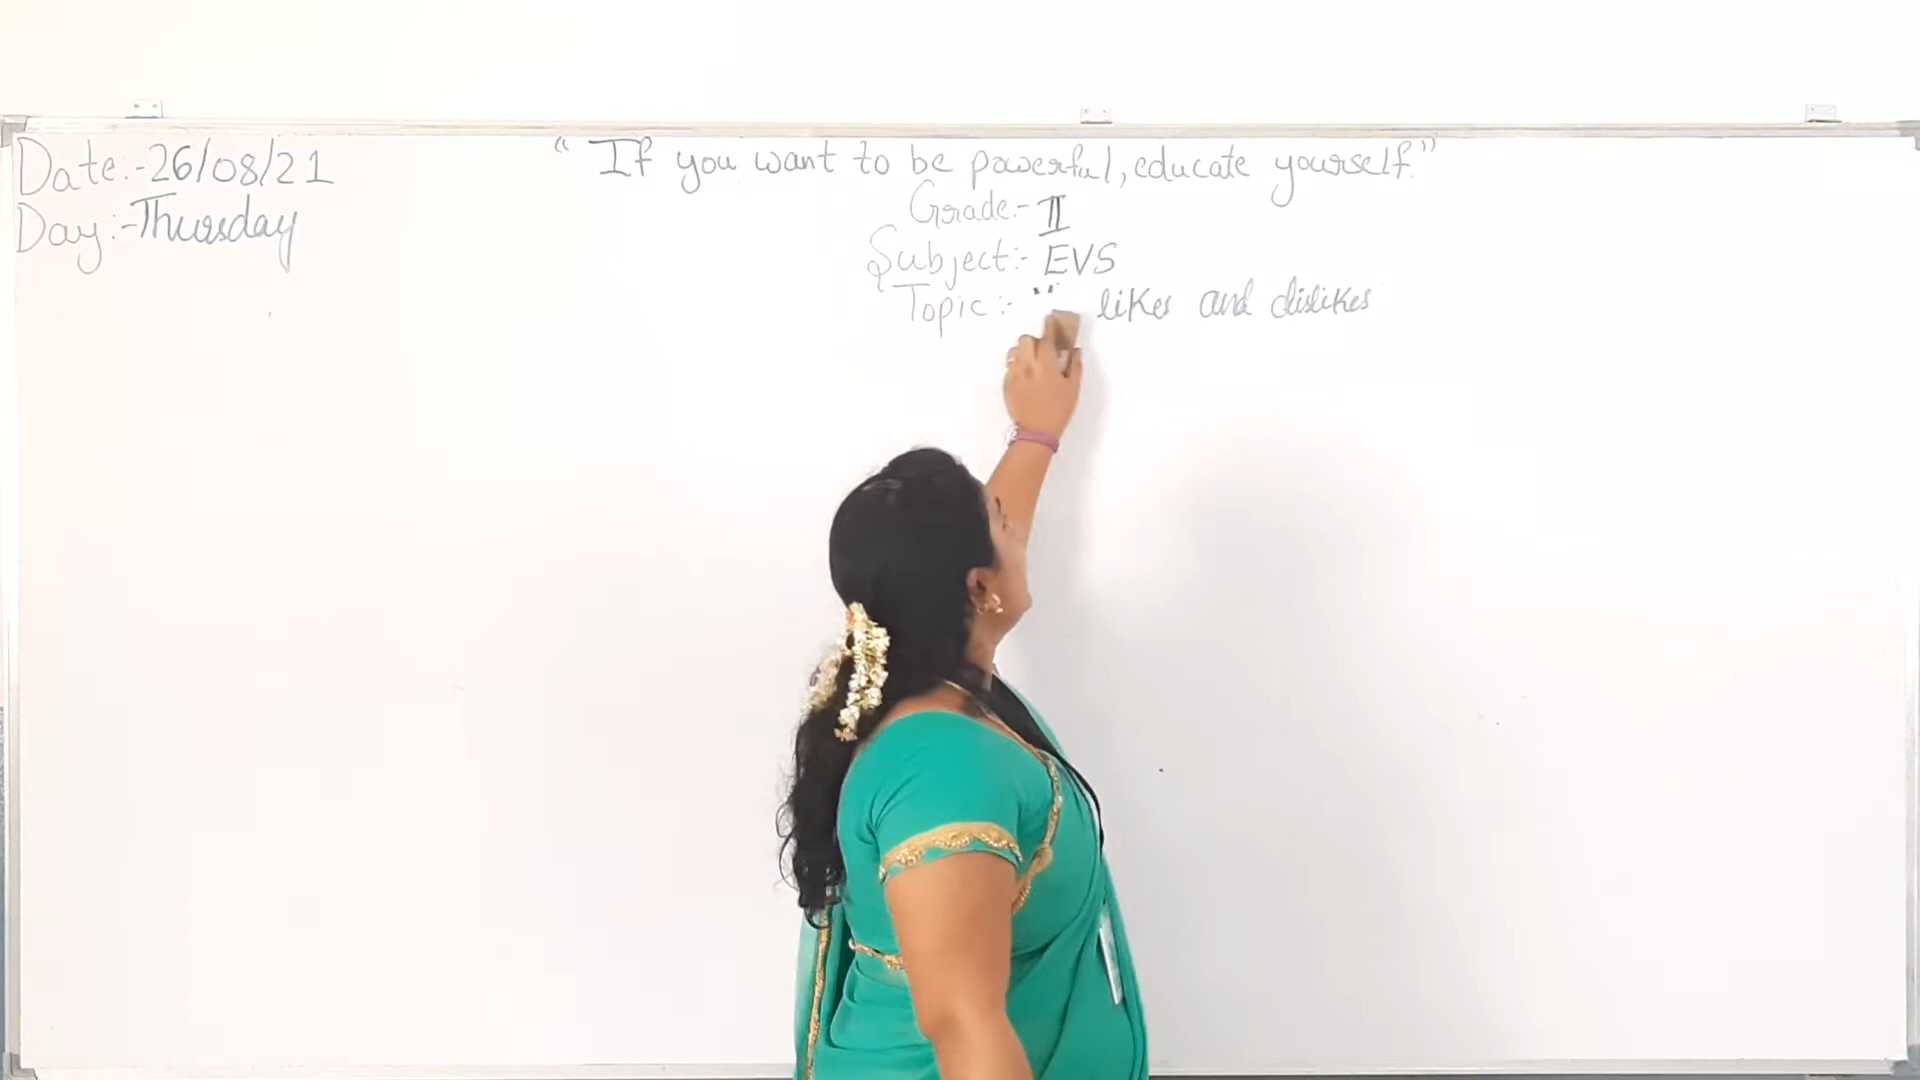 Date:-26/08/21
Day:-Thursday
"If you want to be powerful, educate yourself."
Grade:-II
Subject:- EVS
Topic:- likes and dislikes